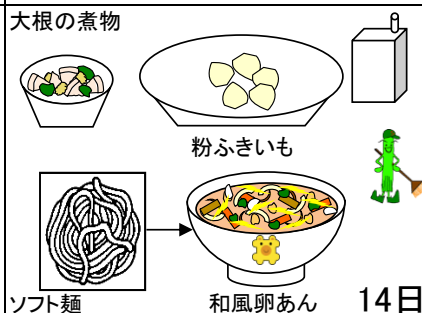 大根の煮物
粉ふきいも
ソフト麺
和風卵あん
14日